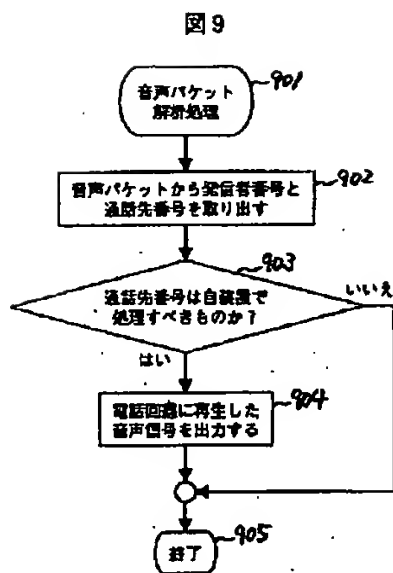 図9
音声パケット
解析処理
901
音声パケットから発信者番号と
通話先番号を取り出す
902
903
通話先番号は自装置で
処理すべきものか?
いいえ
はい
電話回線に再生した
音声信号を出力する
904
終了
905